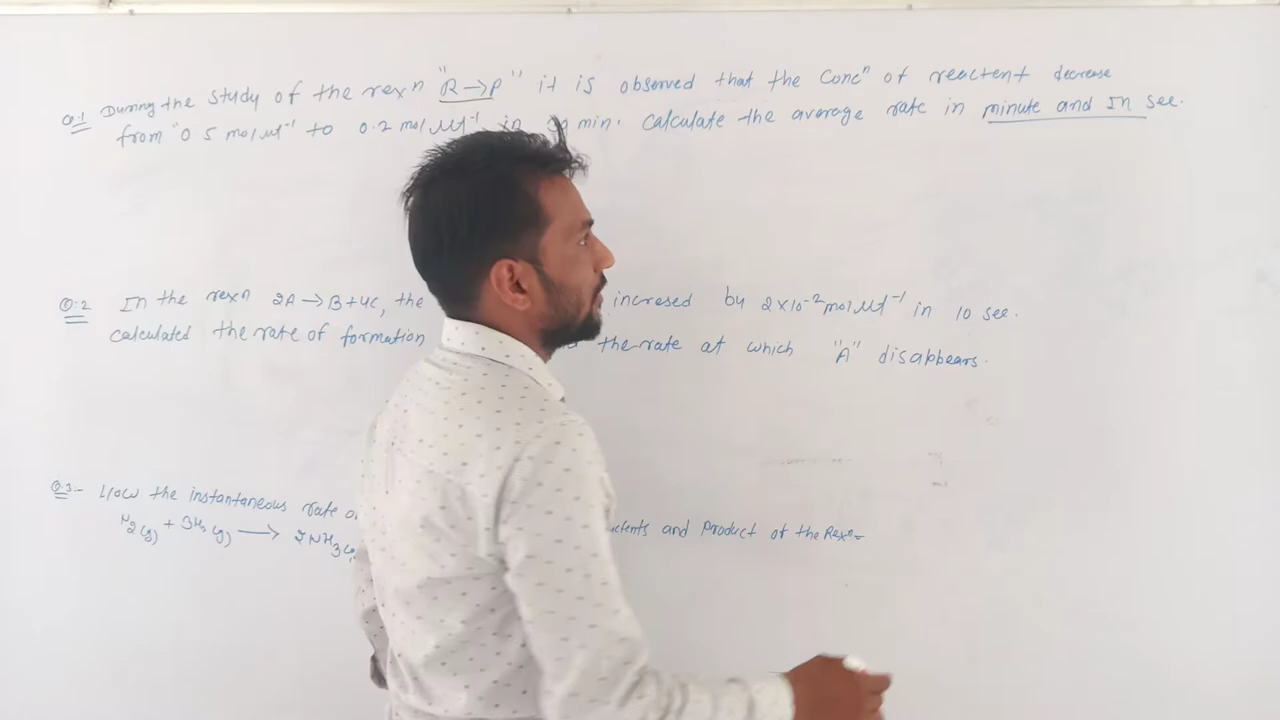 Q.1 During the study of the rexn "R→P" it is observed that the Concⁿ of reactent decrease
from "0 5 mol lit⁻¹ to 0.2 mol lit⁻¹ in min. Calculate the average rate in minute and In sec.
Q.2 In the rexn 2A→B+4C, the incresed by 2×10⁻² mol lit⁻¹ in 10 sec.
calculated the rate of formation the rate at which "A" disappears.
Q.3- How the instantaneous rate and Product of the Rexⁿ=
N₂(g) + 3H₂(g) → 2NH₃(g)